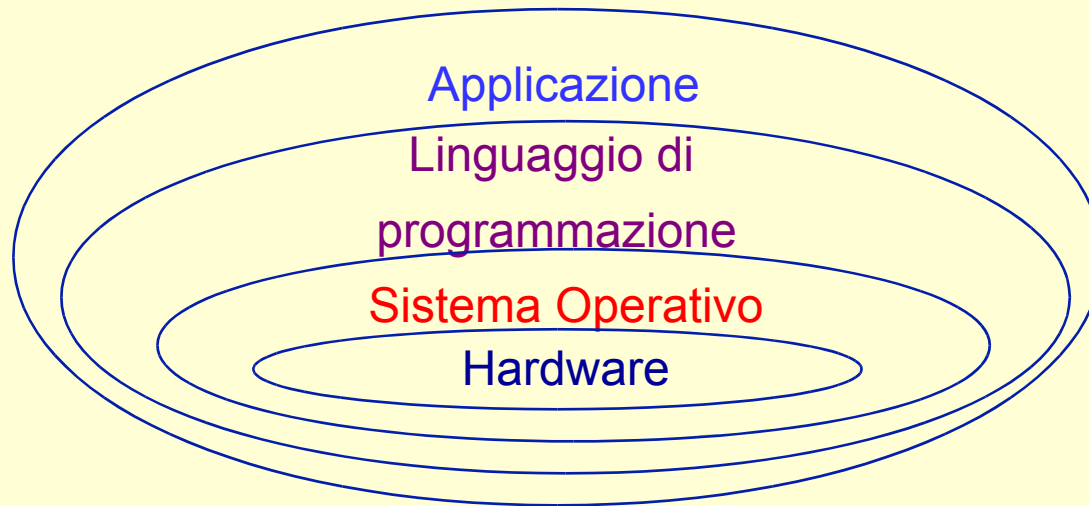 Applicazione
Linguaggio di
programmazione
Sistema Operativo
Hardware